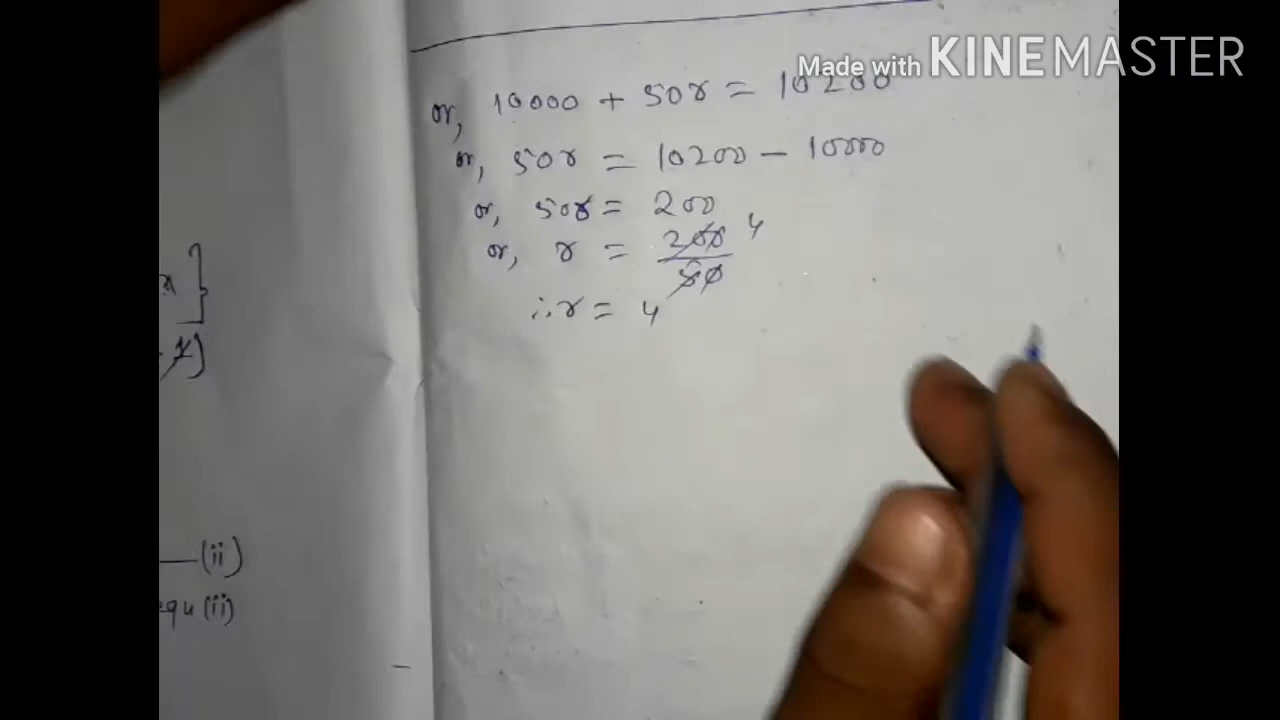 Made with KINEMASTER
or, 10000 + 50r = 10200
or, 50r = 10200 - 10000
or, 50r = 200
or, r = 200/50 4
∴ r = 4
(ii)
equ (ii)